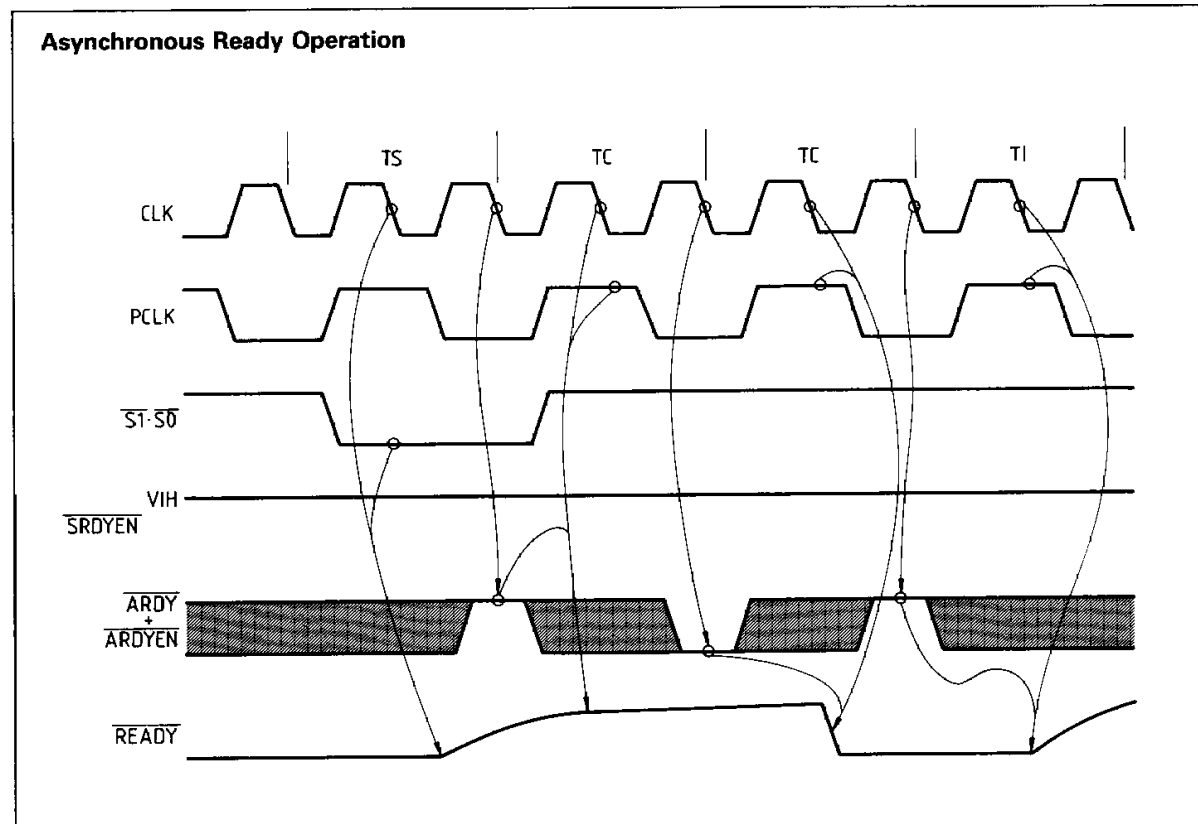 Asynchronous Ready Operation
TS TC TC TI
CLK
PCLK
S1·S0
VIH
SRDYEN
ARDY
+
ARDYEN
READY